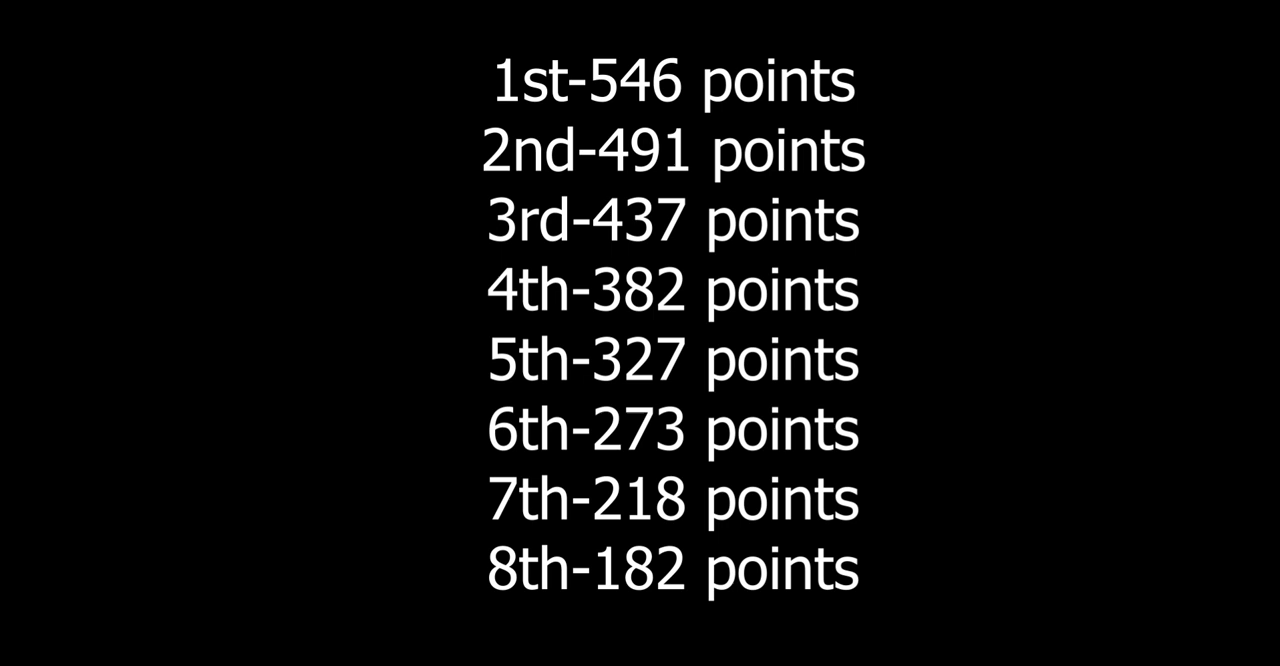 1st-546 points
2nd-491 points
3rd-437 points
4th-382 points
5th-327 points
6th-273 points
7th-218 points
8th-182 points